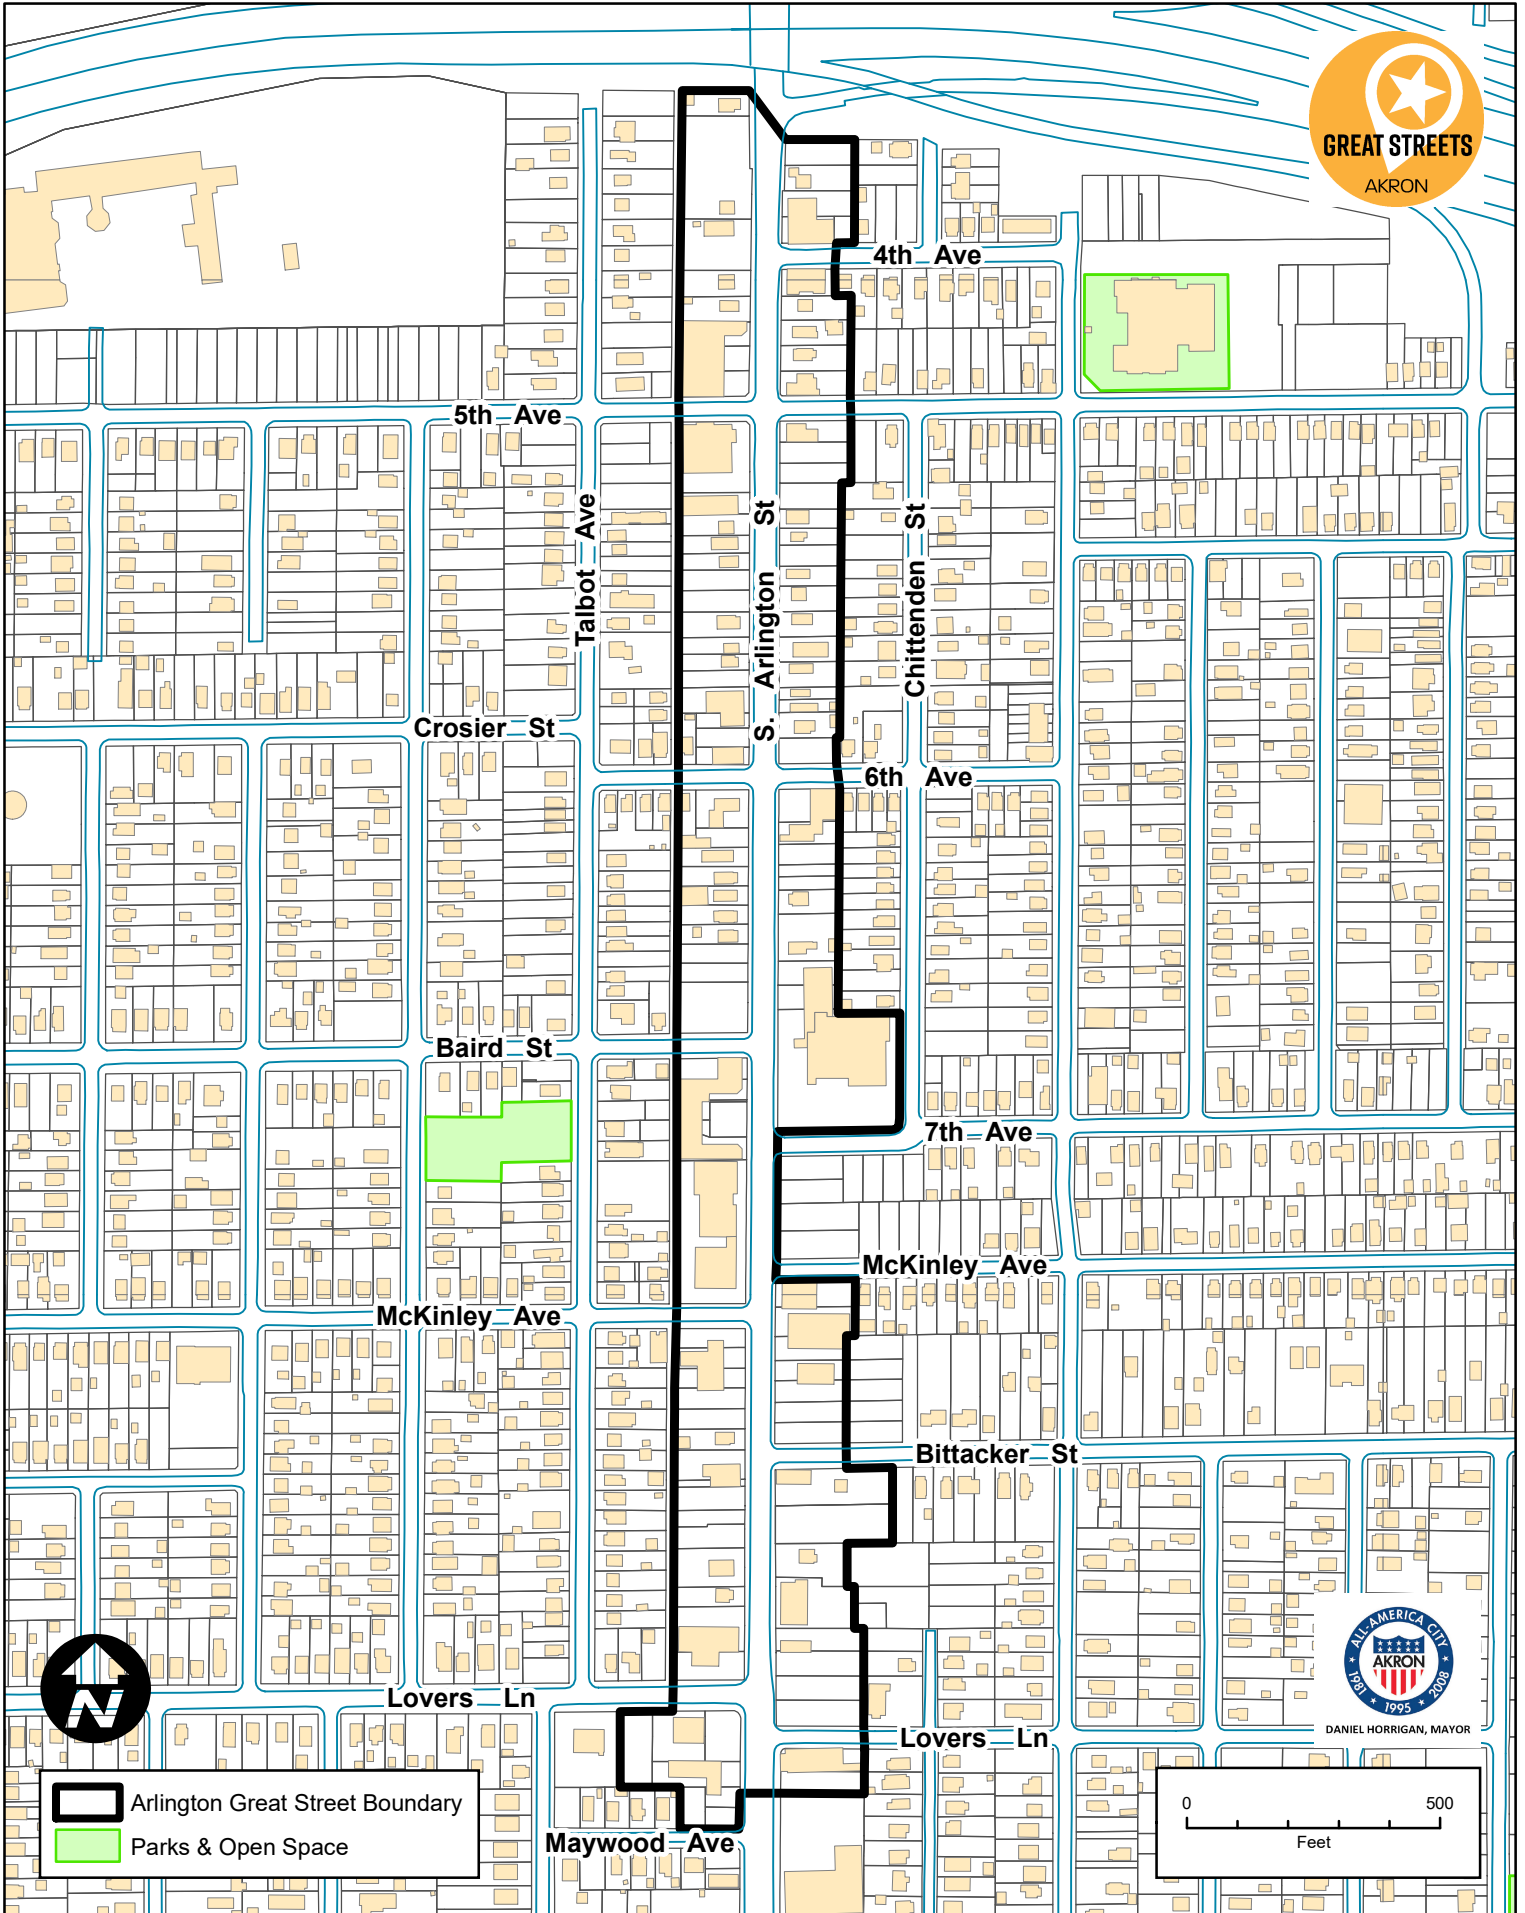 GREAT STREETS
AKRON
4th Ave
5th Ave
Talbot Ave
S. Arlington St
Chittenden St
Crosier St
6th Ave
Baird St
7th Ave
McKinley Ave
McKinley Ave
Bittacker St
Lovers Ln
Lovers Ln
Maywood Ave
N
Arlington Great Street Boundary
Parks & Open Space
ALL-AMERICA CITY
AKRON
1981 ★ 1995 ★ 2008
DANIEL HORRIGAN, MAYOR
0 500
Feet